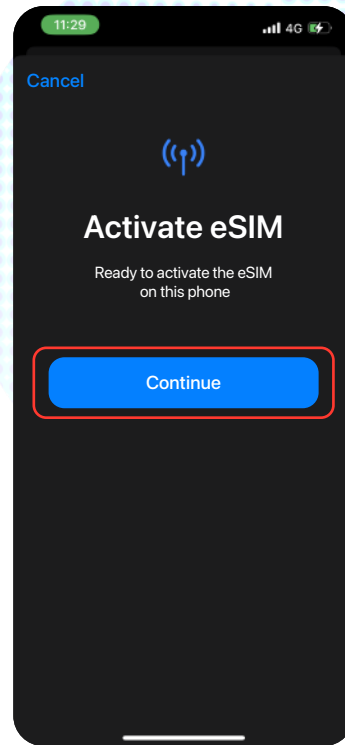 11:29
4G
Cancel
Activate eSIM
Ready to activate the eSIM
on this phone
Continue